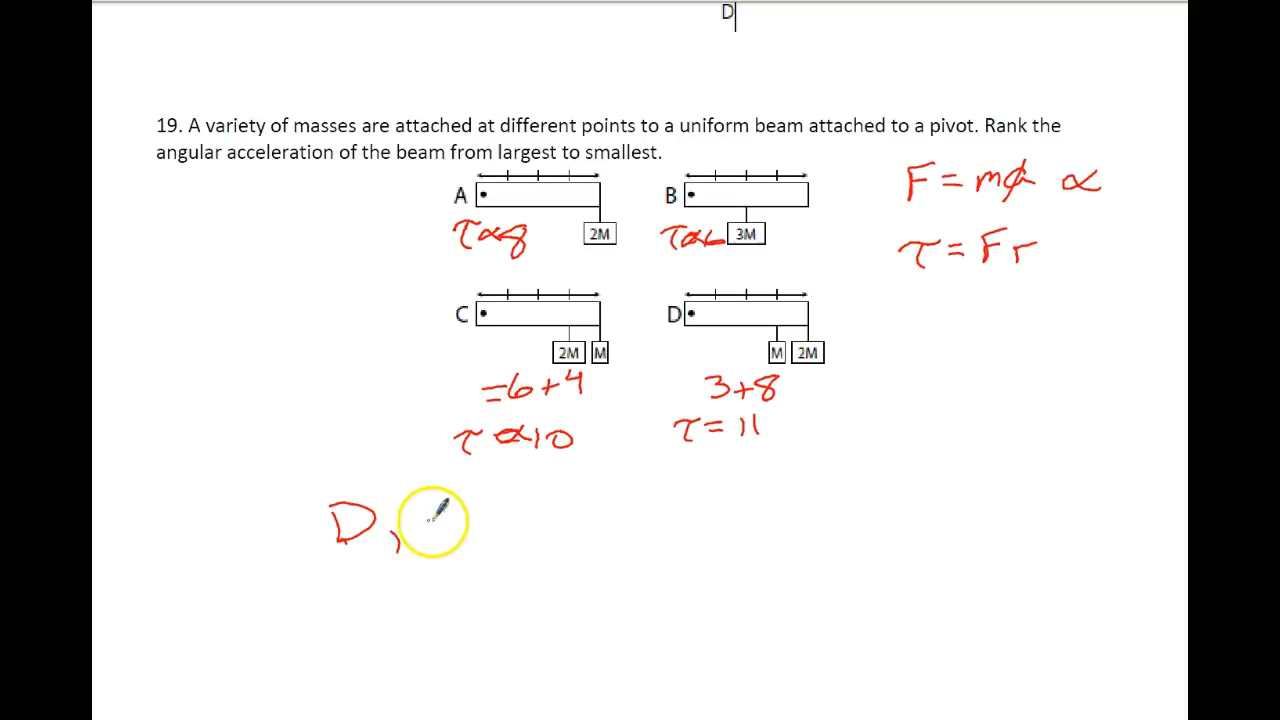 D
19. A variety of masses are attached at different points to a uniform beam attached to a pivot. Rank the
angular acceleration of the beam from largest to smallest.
F = ma α
τ = Fr
A
2M
τ∝8
B
3M
τ∝6
C
2M M
=6+4
τ ∝10
D
M 2M
3+8
τ = 11
D,